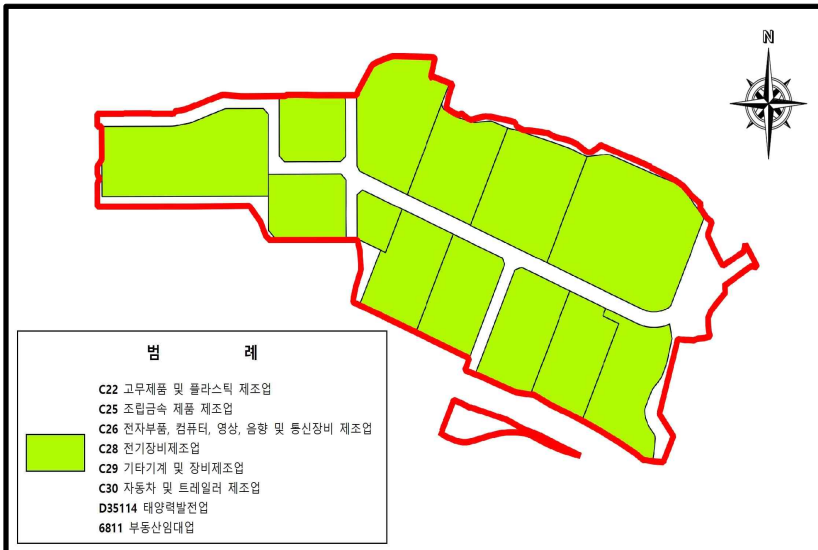 N
범 례
C22 고무제품 및 플라스틱 제조업
C25 조립금속 제품 제조업
C26 전자부품, 컴퓨터, 영상, 음향 및 통신장비 제조업
C28 전기장비제조업
C29 기타기계 및 장비제조업
C30 자동차 및 트레일러 제조업
D35114 태양력발전업
6811 부동산임대업